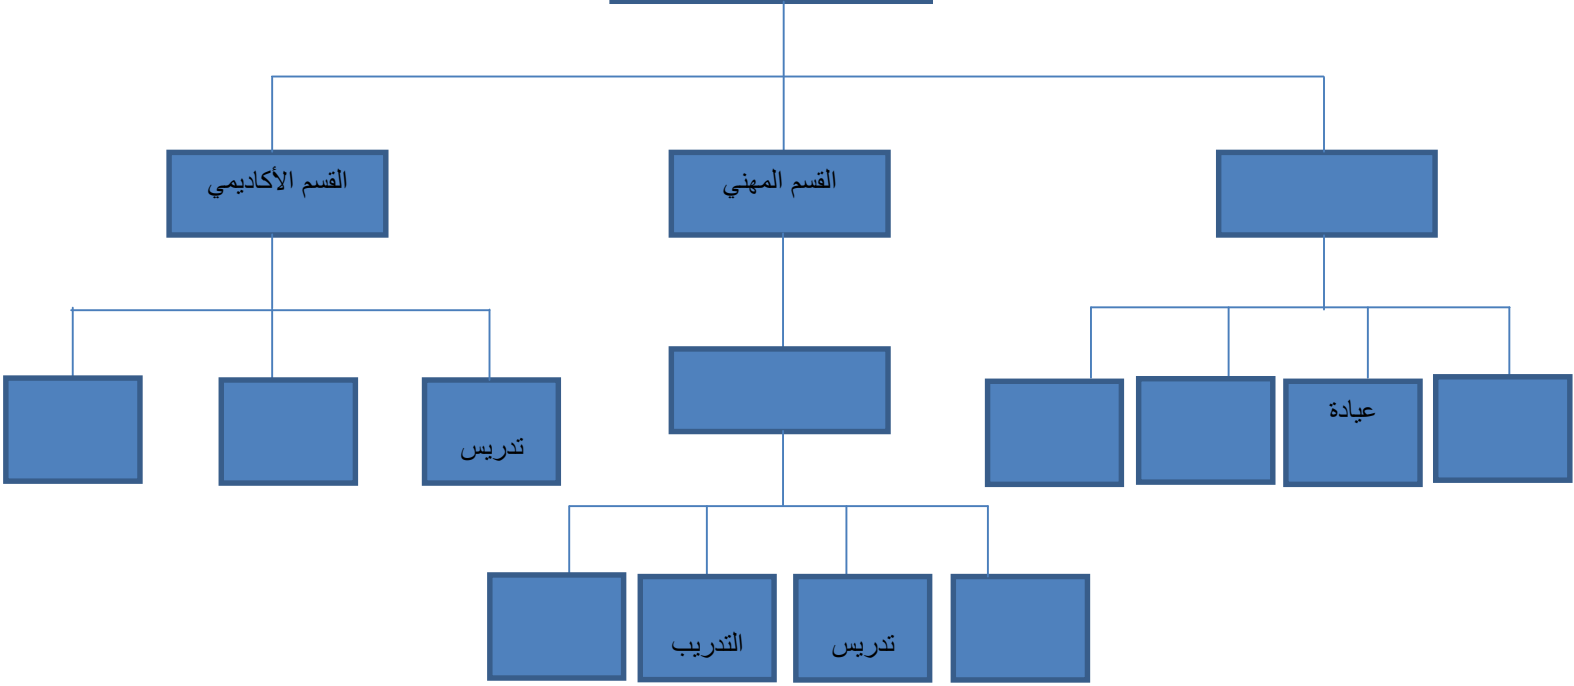 القسم المهني
القسم الأكاديمي
عيادة
تدريس
تدريس
التدريب